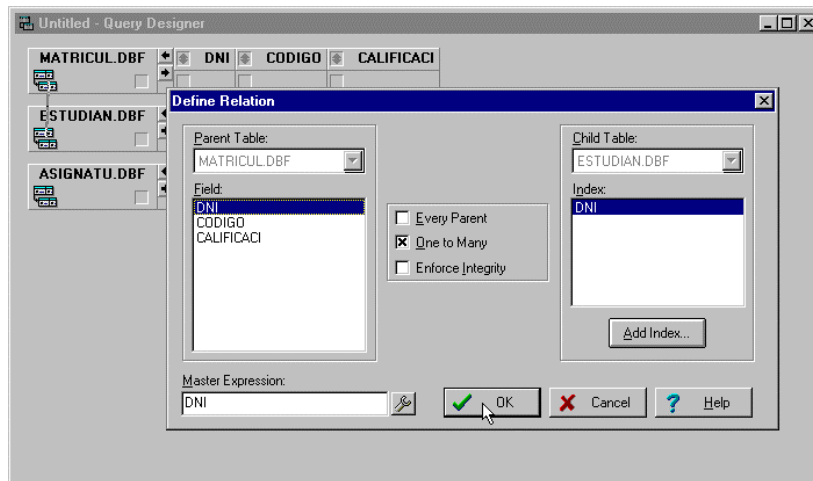 Untitled - Query Designer
MATRICUL.DBF DNI CODIGO CALIFICACI
ESTUDIAN.DBF
ASIGNATU.DBF
Define Relation
Parent Table:
MATRICUL.DBF
Field:
DNI
CODIGO
CALIFICACI
Every Parent
One to Many
Enforce Integrity
Child Table:
ESTUDIAN.DBF
Index:
DNI
Add Index...
Master Expression:
DNI
OK Cancel Help